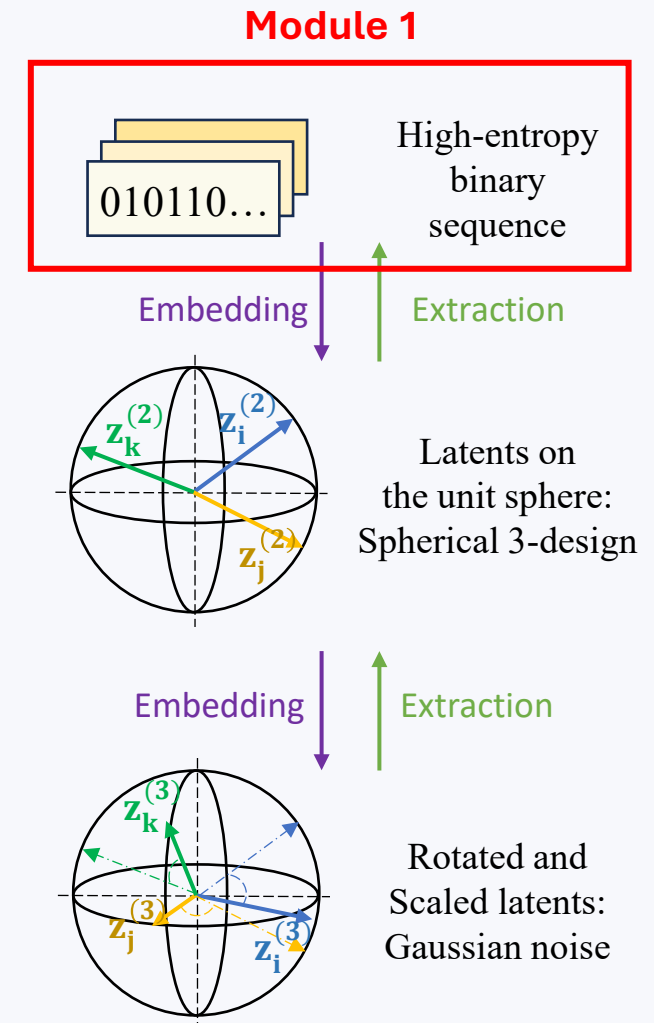 Module 1
010110…
High-entropy
binary
sequence
Embedding
Extraction
z_k^(2)
z_i^(2)
z_j^(2)
Latents on
the unit sphere:
Spherical 3-design
Embedding
Extraction
z_k^(3)
z_j^(3)
z_i^(3)
Rotated and
Scaled latents:
Gaussian noise